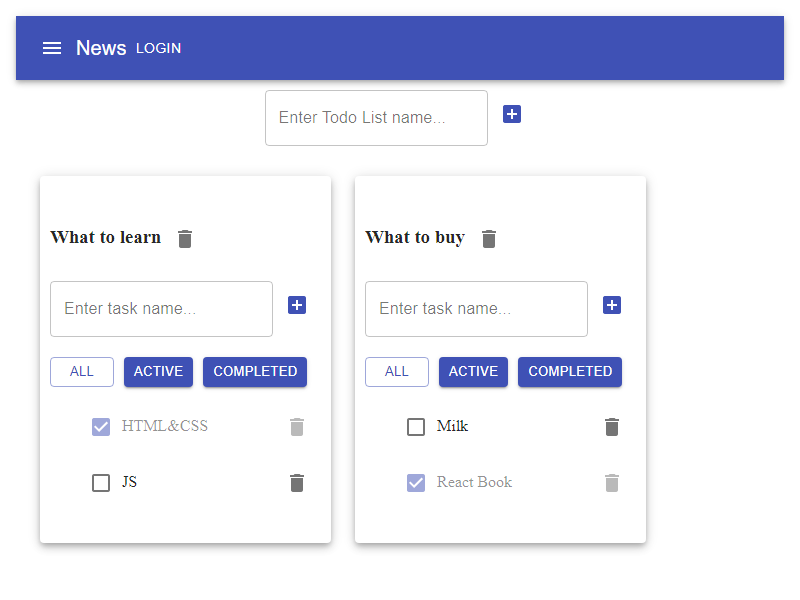 News LOGIN
Enter Todo List name...
What to learn
Enter task name...
ALL ACTIVE COMPLETED
HTML&CSS
JS
What to buy
Enter task name...
ALL ACTIVE COMPLETED
Milk
React Book